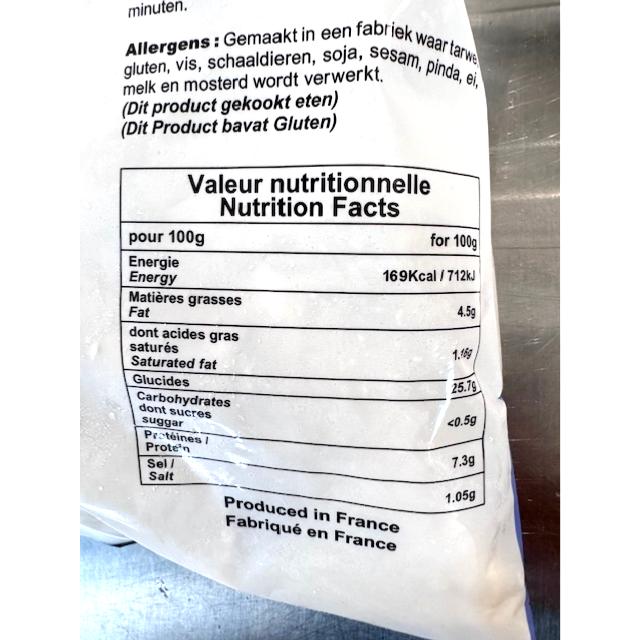 minuten.
Allergens : Gemaakt in een fabriek waar tarwe
gluten, vis, schaaldieren, soja, sesam, pinda, ei,
melk en mosterd wordt verwerkt.
(Dit product gekookt eten)
(Dit Product bavat Gluten)
Valeur nutritionnelle
Nutrition Facts
pour 100g for 100g
Energie
Energy 169Kcal / 712kJ
Matières grasses
Fat 4.5g
dont acides gras
saturés
Saturated fat 1.16g
Glucides 25.7g
Carbohydrates
dont sucres
suggar <0.5g
Protéines /
Protein 7.3g
Sel /
Salt 1.05g
Produced in France
Fabriqué en France